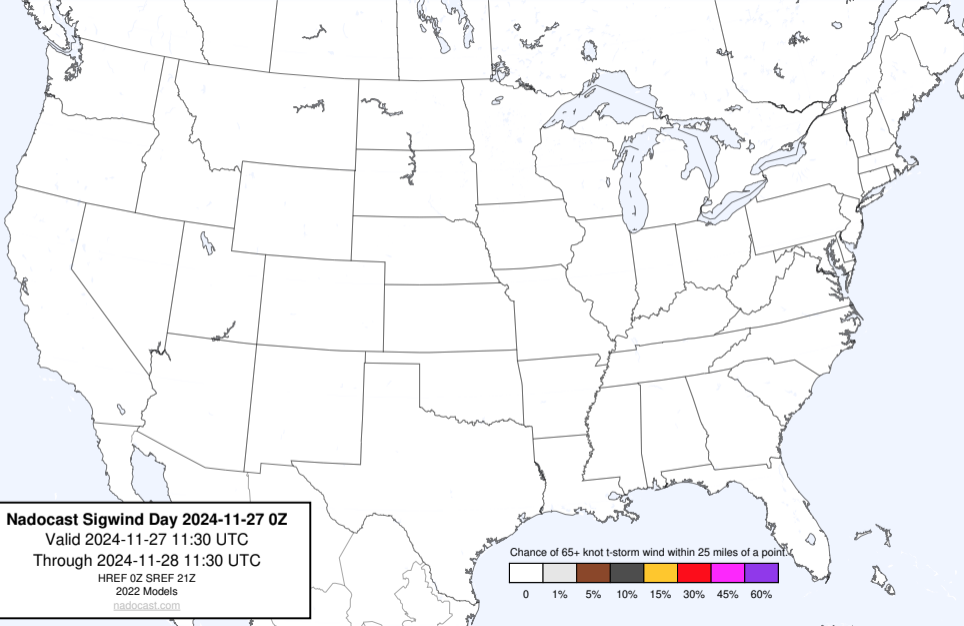 Nadocast Sigwind Day 2024-11-27 0Z
Valid 2024-11-27 11:30 UTC
Through 2024-11-28 11:30 UTC
HREF 0Z SREF 21Z
2022 Models
nadocast.com
Chance of 65+ knot t-storm wind within 25 miles of a point.
0 1% 5% 10% 15% 30% 45% 60%